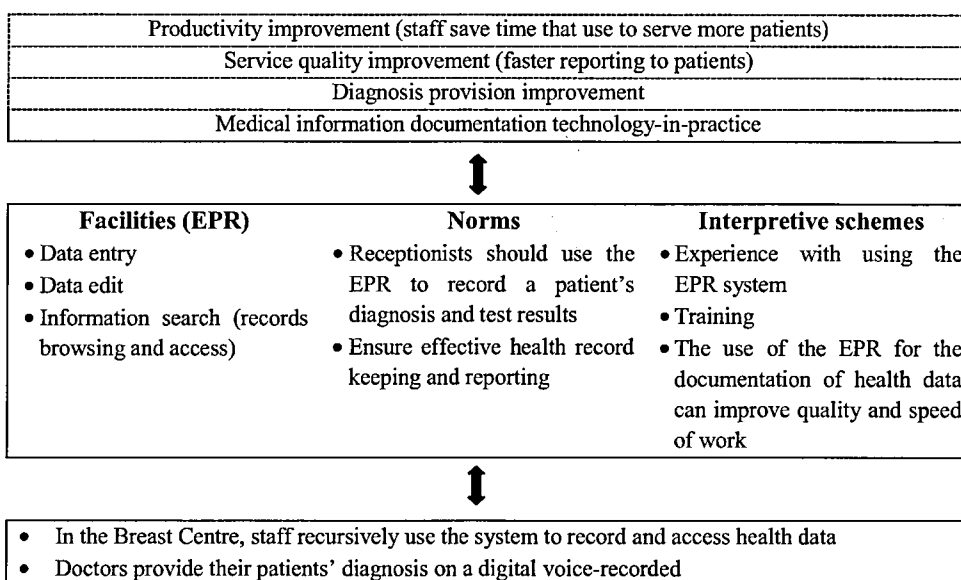 Productivity improvement (staff save time that use to serve more patients)
Service quality improvement (faster reporting to patients)
Diagnosis provision improvement
Medical information documentation technology-in-practice
Facilities (EPR)
• Data entry
• Data edit
• Information search (records
browsing and access)
Norms
• Receptionists should use the
EPR to record a patient's
diagnosis and test results
• Ensure effective health record
keeping and reporting
Interpretive schemes
• Experience with using the
EPR system
• Training
• The use of the EPR for the
documentation of health data
can improve quality and speed
of work
• In the Breast Centre, staff recursively use the system to record and access health data
• Doctors provide their patients' diagnosis on a digital voice-recorded